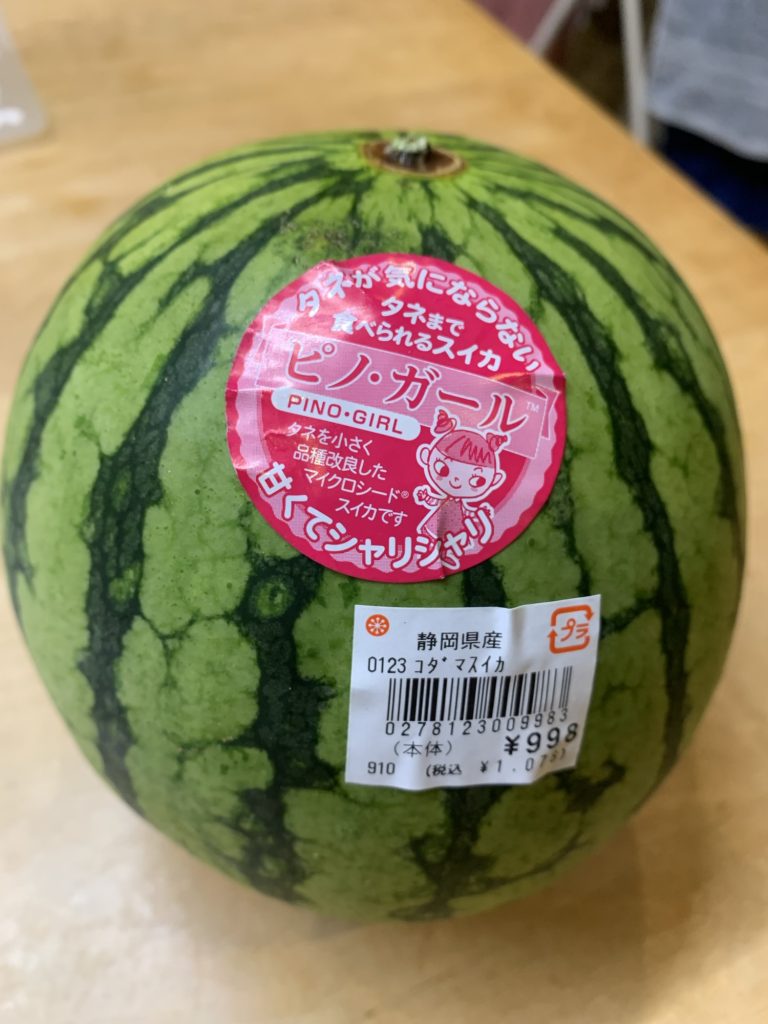 タネが気にならない
タネまで
食べられるスイカ
ピノ・ガール™
PINO・GIRL
タネを小さく
品種改良した
マイクロシード®
スイカです
甘くてシャリシャリ
プラ
静岡県産
0123 コダマスイカ
0278123009983
(本体) ¥998
910 (税込 ¥1,078)